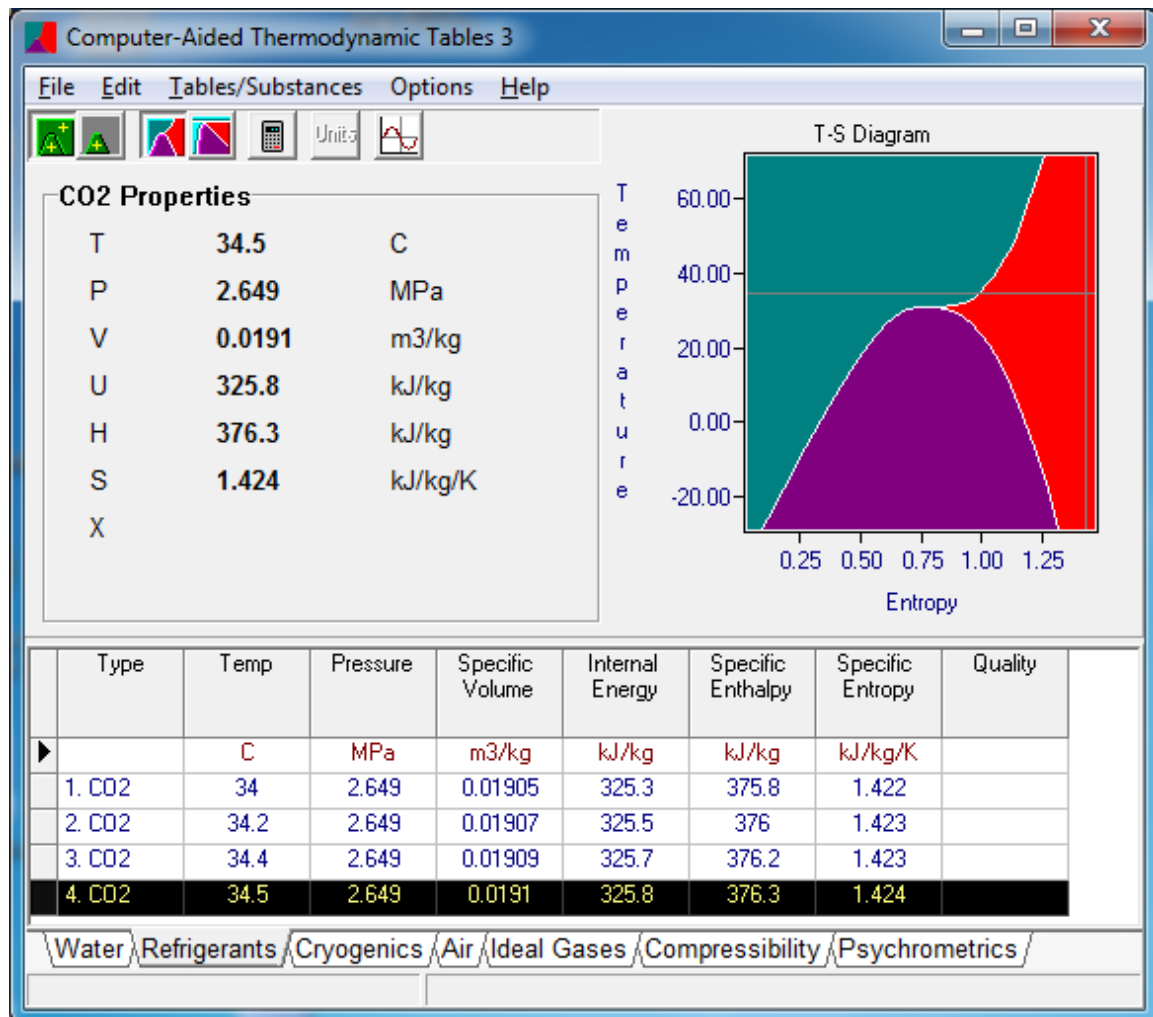 Computer-Aided Thermodynamic Tables 3
File Edit Tables/Substances Options Help
Units
CO2 Properties
T 34.5 C
P 2.649 MPa
V 0.0191 m3/kg
U 325.8 kJ/kg
H 376.3 kJ/kg
S 1.424 kJ/kg/K
X
T-S Diagram
Temperature
60.00
40.00
20.00
0.00
-20.00
0.25 0.50 0.75 1.00 1.25
Entropy
Type Temp Pressure Specific Volume Internal Energy Specific Enthalpy Specific Entropy Quality
C MPa m3/kg kJ/kg kJ/kg kJ/kg/K
1. CO2 34 2.649 0.01905 325.3 375.8 1.422
2. CO2 34.2 2.649 0.01907 325.5 376 1.423
3. CO2 34.4 2.649 0.01909 325.7 376.2 1.423
4. CO2 34.5 2.649 0.0191 325.8 376.3 1.424
Water Refrigerants Cryogenics Air Ideal Gases Compressibility Psychrometrics